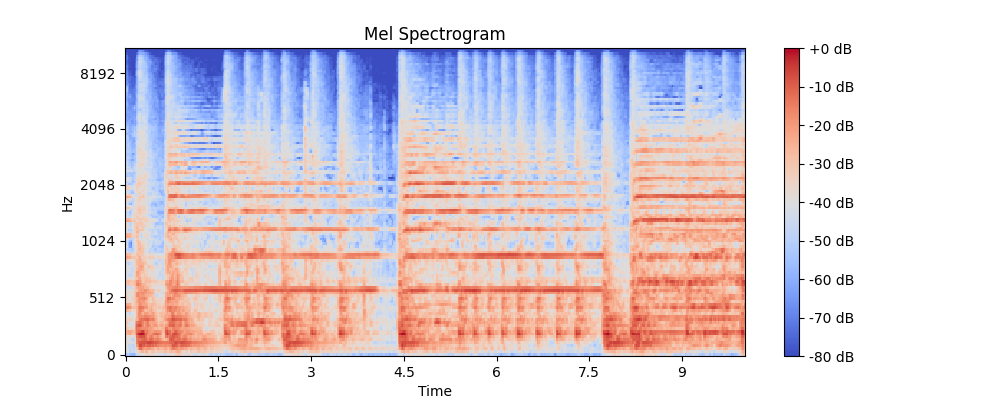 Mel Spectrogram
+0 dB
8192
-10 dB
4096
-20 dB
-30 dB
2048
Hz
-40 dB
1024
-50 dB
-60 dB
512
-70 dB
0
-80 dB
0 1.5 3 4.5 6 7.5 9
Time